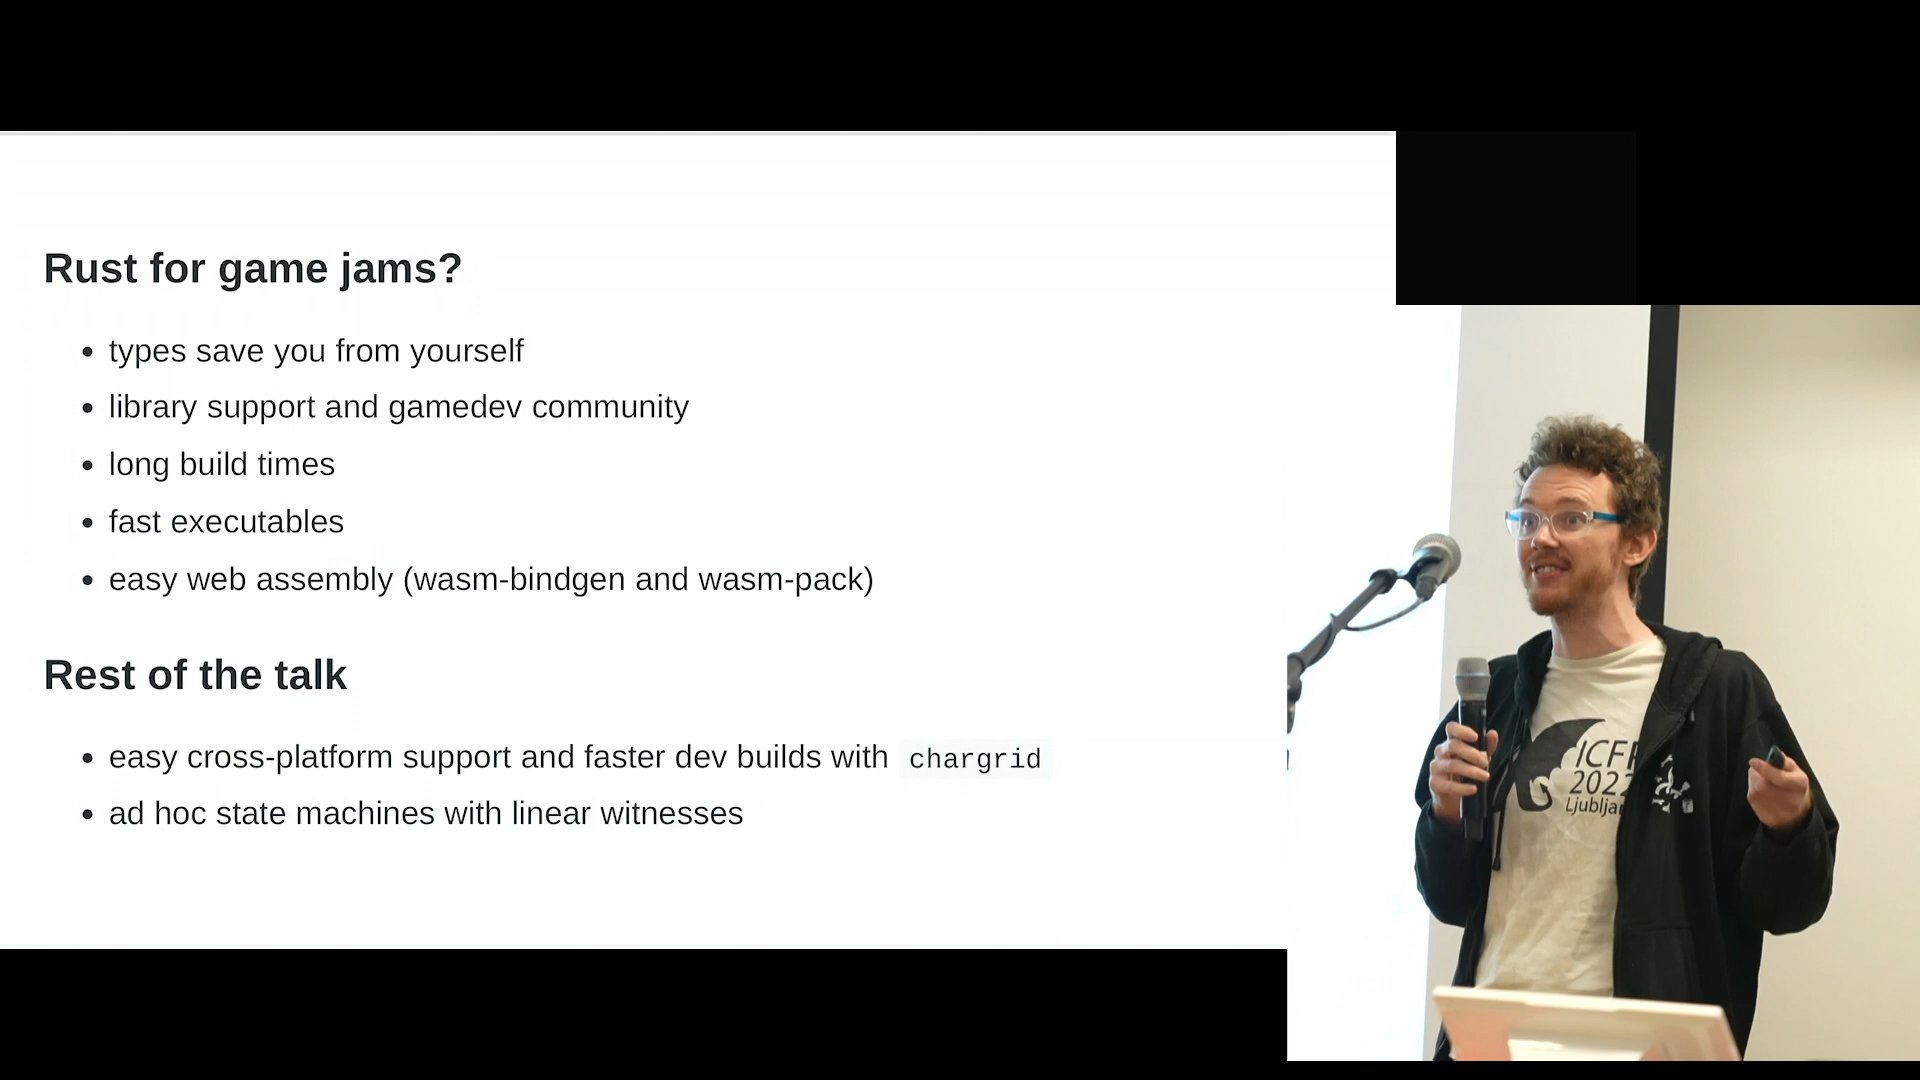 Rust for game jams?
• types save you from yourself
• library support and gamedev community
• long build times
• fast executables
• easy web assembly (wasm-bindgen and wasm-pack)
Rest of the talk
• easy cross-platform support and faster dev builds with chargrid
• ad hoc state machines with linear witnesses
ICFP
2022